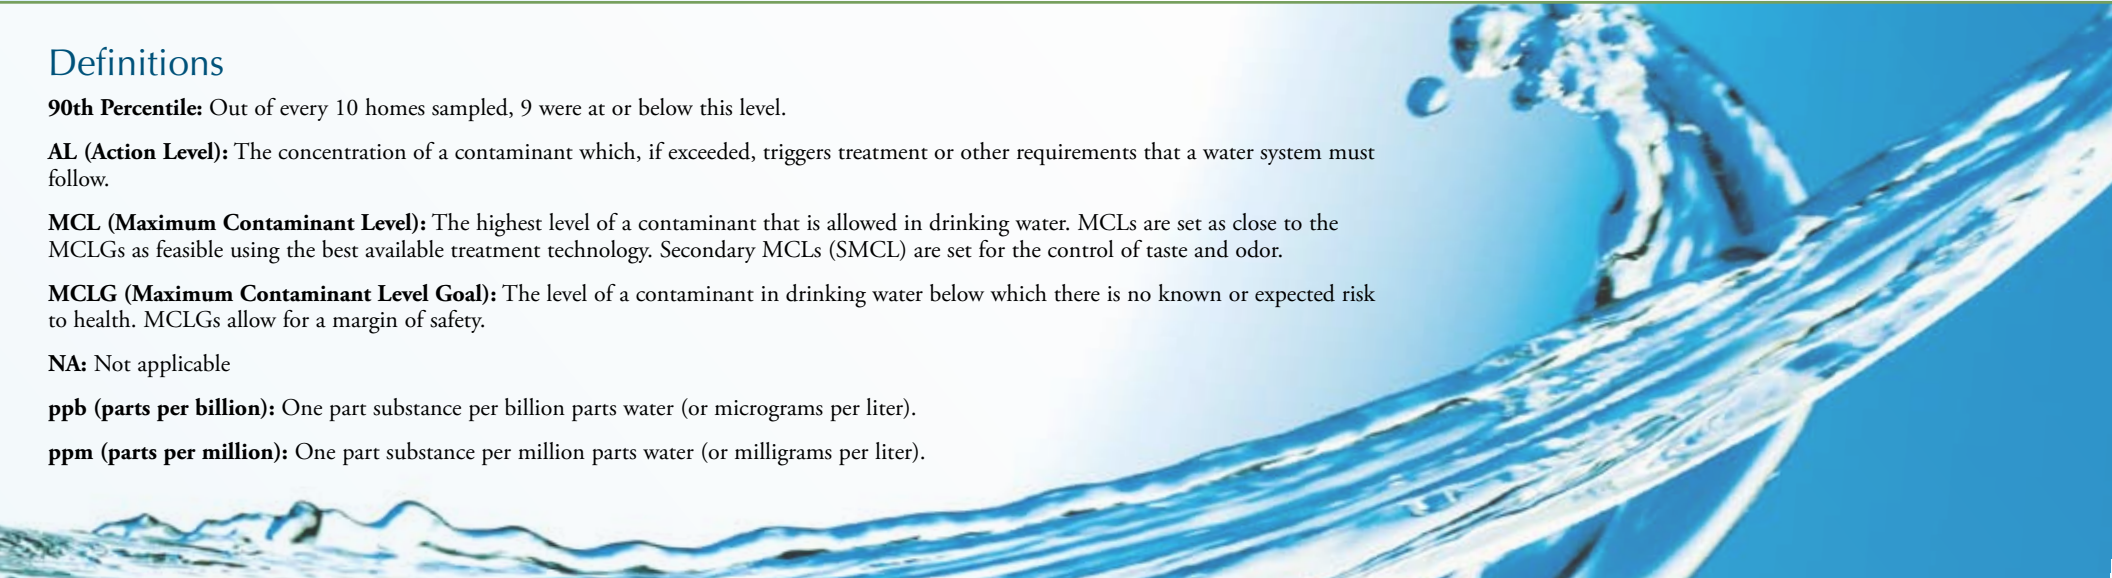 Definitions
90th Percentile: Out of every 10 homes sampled, 9 were at or below this level.
AL (Action Level): The concentration of a contaminant which, if exceeded, triggers treatment or other requirements that a water system must
follow.
MCL (Maximum Contaminant Level): The highest level of a contaminant that is allowed in drinking water. MCLs are set as close to the
MCLGs as feasible using the best available treatment technology. Secondary MCLs (SMCL) are set for the control of taste and odor.
MCLG (Maximum Contaminant Level Goal): The level of a contaminant in drinking water below which there is no known or expected risk
to health. MCLGs allow for a margin of safety.
NA: Not applicable
ppb (parts per billion): One part substance per billion parts water (or micrograms per liter).
ppm (parts per million): One part substance per million parts water (or milligrams per liter).